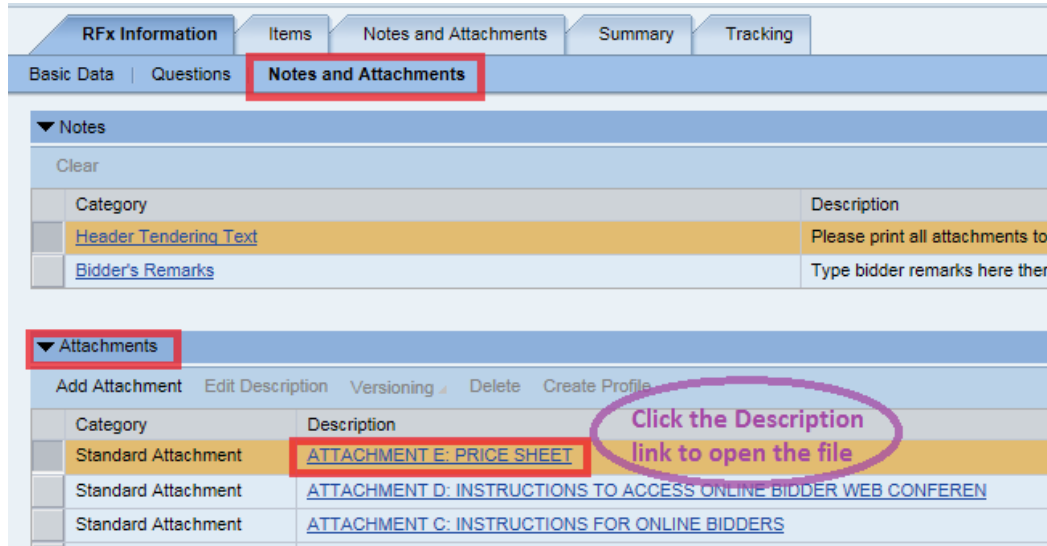 RFx Information Items Notes and Attachments Summary Tracking
Basic Data | Questions Notes and Attachments
Notes
Clear
Category Description
Header Tendering Text Please print all attachments to
Bidder's Remarks Type bidder remarks here ther
Attachments
Add Attachment Edit Description Versioning Delete Create Profile
Category Description
Click the Description
link to open the file
Standard Attachment ATTACHMENT E: PRICE SHEET
Standard Attachment ATTACHMENT D: INSTRUCTIONS TO ACCESS ONLINE BIDDER WEB CONFEREN
Standard Attachment ATTACHMENT C: INSTRUCTIONS FOR ONLINE BIDDERS